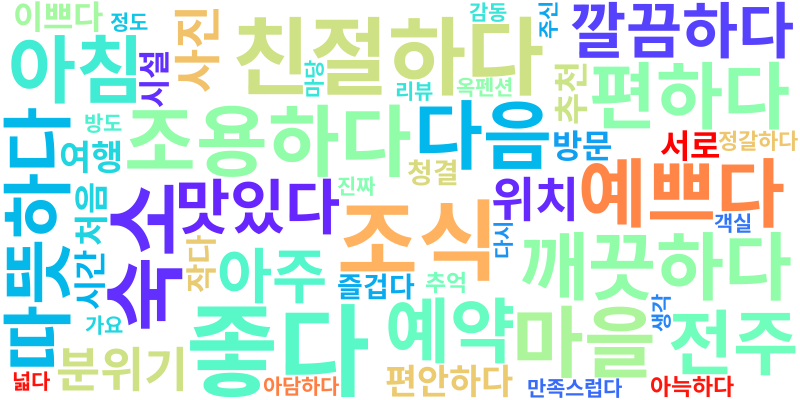 이쁘다
정도
사진
친절하다
감동
주신
깔끔하다
아침
시설
마당
리뷰
옥펜션
추천
편하다
따뜻하다
방도
여행
조용하다
다음
방문
서로
정갈하다
청결
처음
숙소
맛있다
진짜
조식
위치
예쁘다
객실
다시
시간
작다
아주
즐겁다
추억
깨끗하다
가요
좋다
예약
마을
생각
전주
넓다
분위기
아담하다
편안하다
만족스럽다
아늑하다